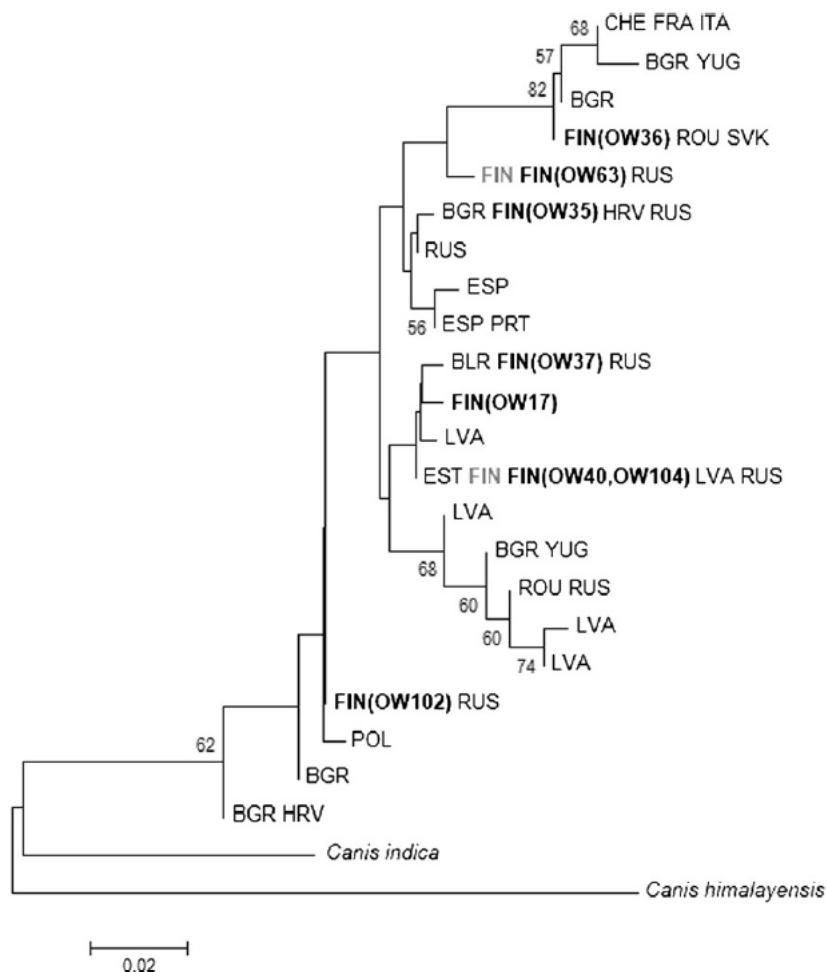 68
CHE FRA ITA
57
BGR YUG
82
BGR
FIN(OW36) ROU SVK
FIN FIN(OW63) RUS
BGR FIN(OW35) HRV RUS
RUS
ESP
56
ESP PRT
BLR FIN(OW37) RUS
FIN(OW17)
LVA
EST FIN FIN(OW40,OW104) LVA RUS
LVA
68
BGR YUG
60
ROU RUS
60
LVA
74
LVA
FIN(OW102) RUS
62
POL
BGR
BGR HRV
Canis indica
Canis himalayensis
0.02